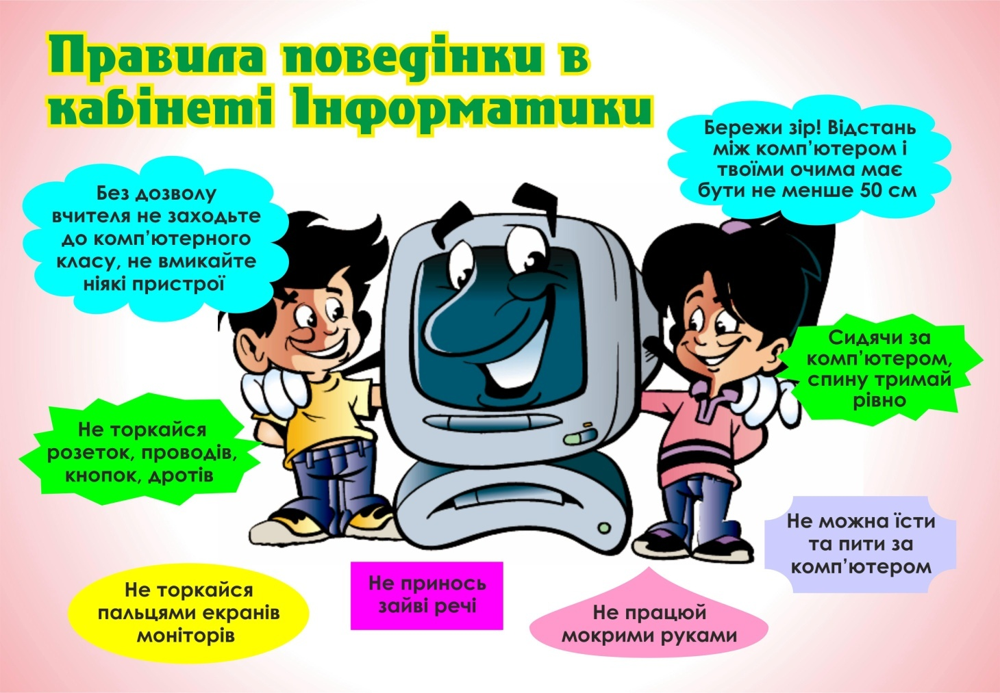 Правила поведінки в
кабінеті Інформатики
Бережи зір! Відстань
між комп'ютером і
твоїми очима має
бути не менше 50 см
Без дозволу
вчителя не заходьте
до комп'ютерного
класу, не вмикайте
ніякі пристрої
Сидячи за
комп'ютером,
спину тримай
рівно
Не торкайся
розеток, проводів,
кнопок, дротів
Не можна їсти
та пити за
комп'ютером
Не торкайся
пальцями екранів
моніторів
Не принось
зайві речі
Не працюй
мокрими руками